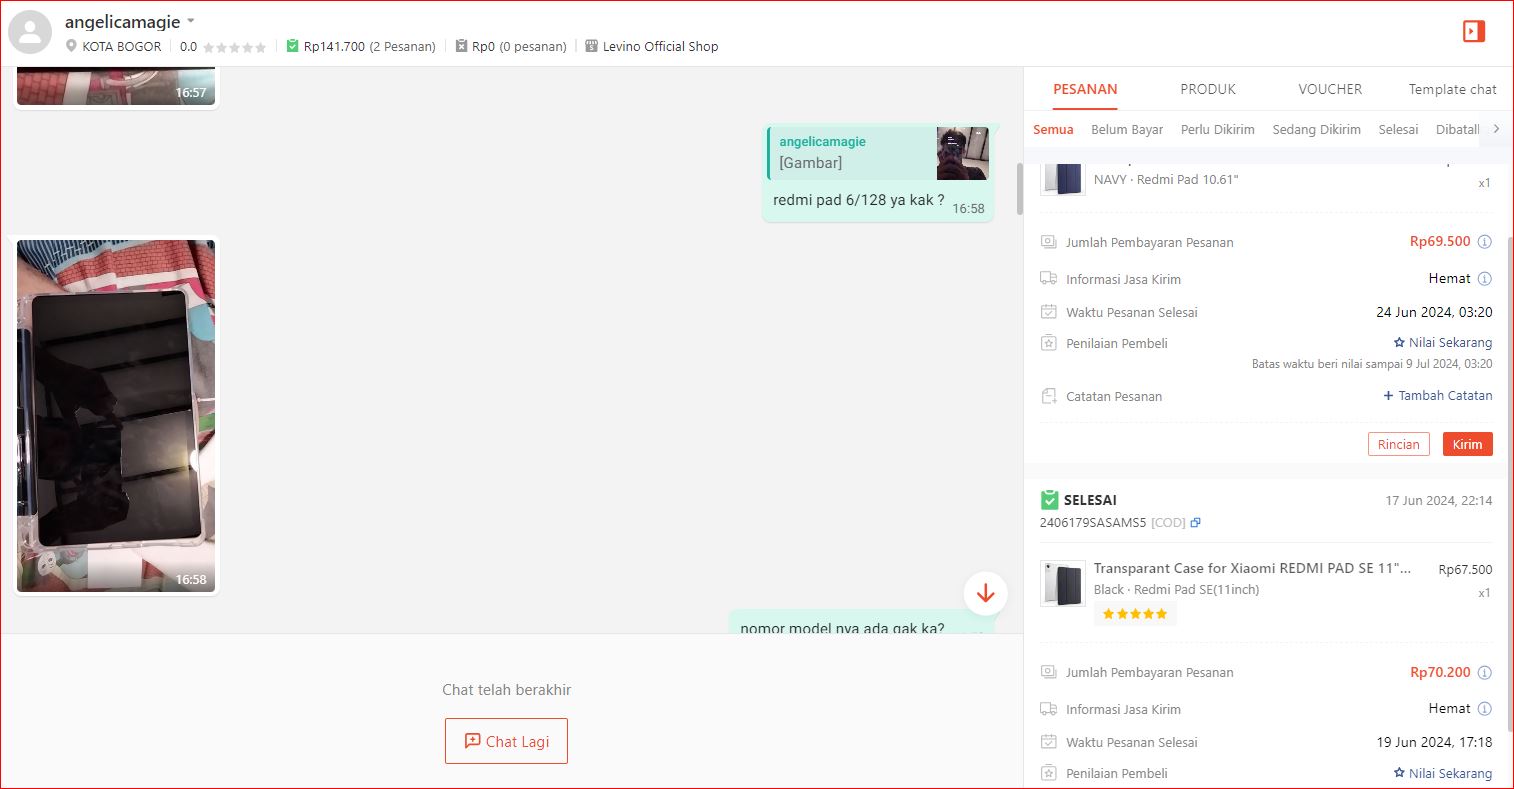 angelicamagie
KOTA BOGOR 0.0 Rp141.700 (2 Pesanan) Rp0 (0 pesanan) Levino Official Shop
16:57
angelicamagie
[Gambar]
redmi pad 6/128 ya kak ? 16:58
16:58
nomor model nya ada gak ka?
Chat telah berakhir
Chat Lagi
PESANAN PRODUK VOUCHER Template chat
Semua Belum Bayar Perlu Dikirim Sedang Dikirim Selesai Dibatall
NAVY · Redmi Pad 10.61" x1
Jumlah Pembayaran Pesanan Rp69.500
Informasi Jasa Kirim Hemat
Waktu Pesanan Selesai 24 Jun 2024, 03:20
Penilaian Pembeli Nilai Sekarang
Batas waktu beri nilai sampai 9 Jul 2024, 03:20
Catatan Pesanan + Tambah Catatan
Rincian Kirim
SELESAI 17 Jun 2024, 22:14
2406179SASAMS5 [COD]
Transparant Case for Xiaomi REDMI PAD SE 11"... Rp67.500
Black · Redmi Pad SE(11inch) x1
Jumlah Pembayaran Pesanan Rp70.200
Informasi Jasa Kirim Hemat
Waktu Pesanan Selesai 19 Jun 2024, 17:18
Penilaian Pembeli Nilai Sekarang